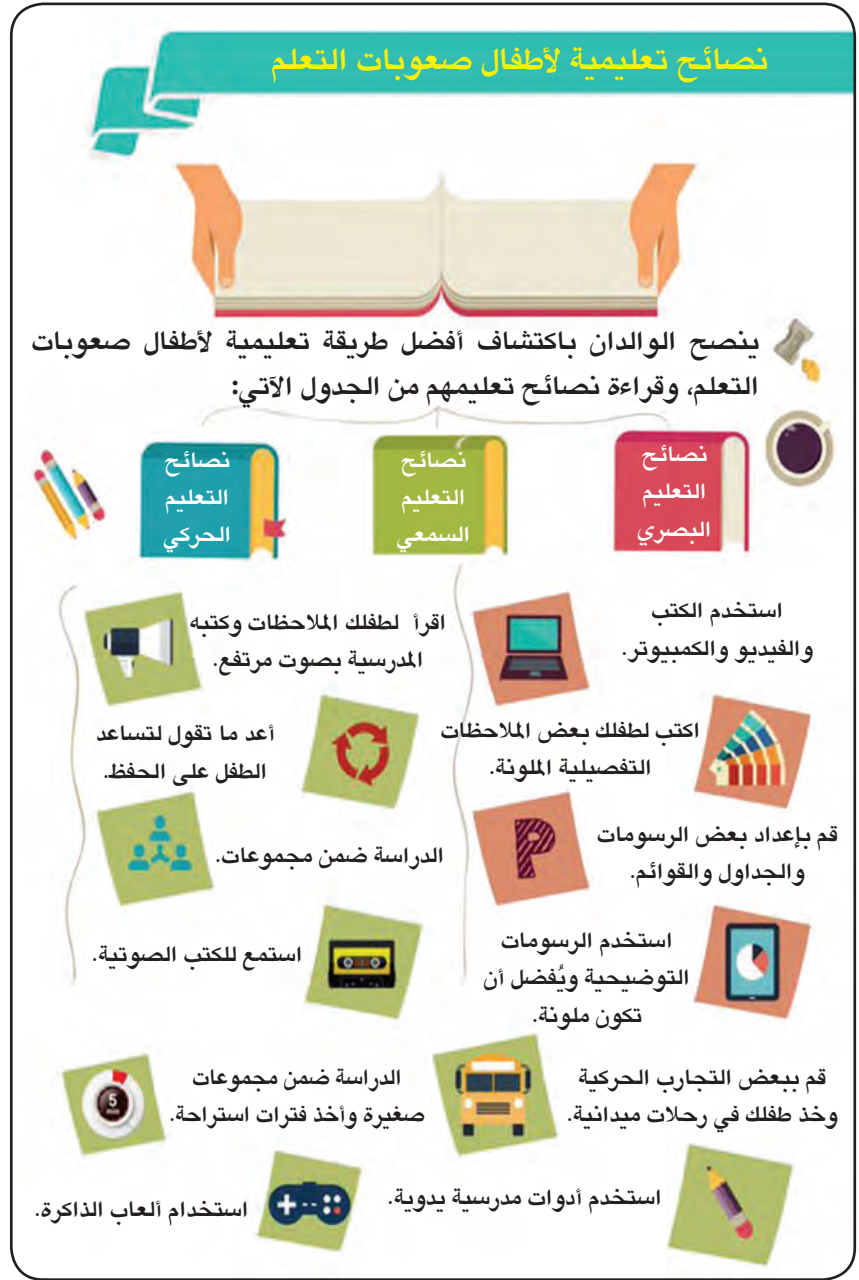 نصائح تعليمية لأطفال صعوبات التعلم
ينصح الوالدان باكتشاف أفضل طريقة تعليمية لأطفال صعوبات
التعلم، وقراءة نصائح تعليمهم من الجدول الآتي:
نصائح
التعليم
البصري
نصائح
التعليم
السمعي
نصائح
التعليم
الحركي
استخدم الكتب
والفيديو والكمبيوتر.
اكتب لطفلك بعض الملاحظات
التفصيلية الملونة.
قم بإعداد بعض الرسومات
والجداول والقوائم.
P
استخدم الرسومات
التوضيحية ويُفضل أن
تكون ملونة.
اقرأ لطفلك الملاحظات وكتبه
المدرسية بصوت مرتفع.
أعد ما تقول لتساعد
الطفل على الحفظ.
الدراسة ضمن مجموعات.
استمع للكتب الصوتية.
قم ببعض التجارب الحركية
وخذ طفلك في رحلات ميدانية.
الدراسة ضمن مجموعات
صغيرة وأخذ فترات استراحة.
5
min
استخدم أدوات مدرسية يدوية.
استخدام ألعاب الذاكرة.